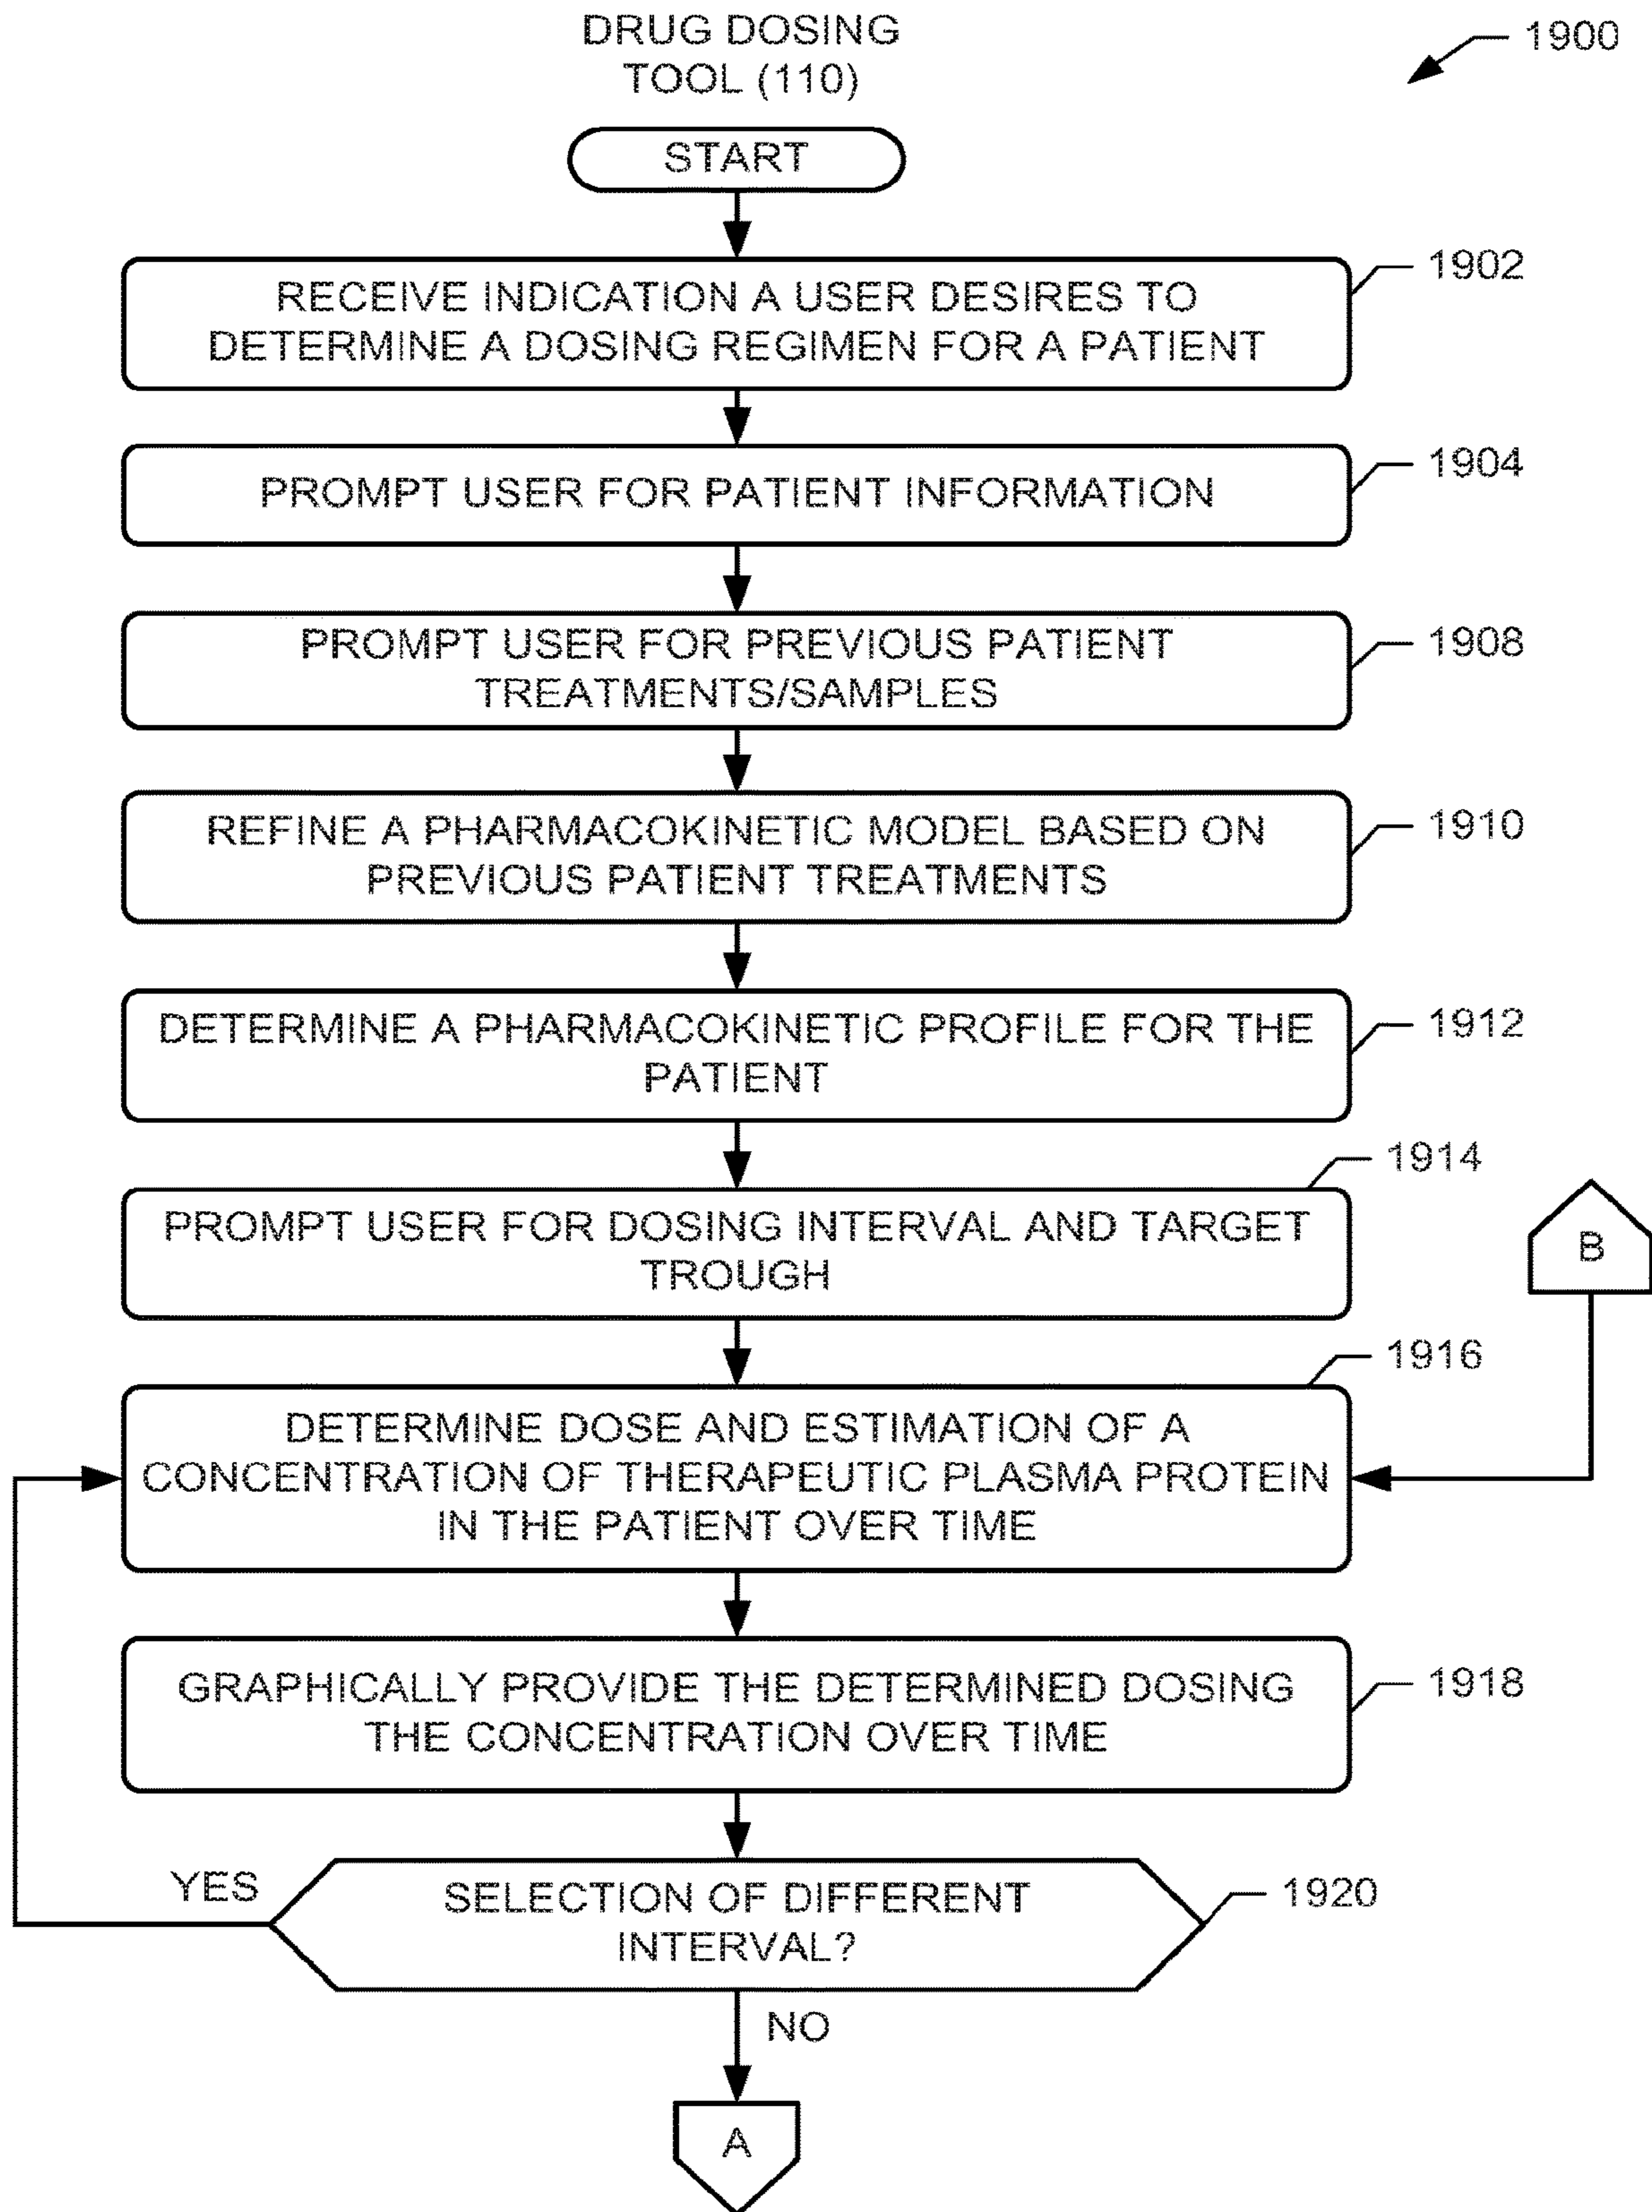 DRUG DOSING
TOOL (110)
1900
START
1902
RECEIVE INDICATION A USER DESIRES TO
DETERMINE A DOSING REGIMEN FOR A PATIENT
1904
PROMPT USER FOR PATIENT INFORMATION
1908
PROMPT USER FOR PREVIOUS PATIENT
TREATMENTS/SAMPLES
1910
REFINE A PHARMACOKINETIC MODEL BASED ON
PREVIOUS PATIENT TREATMENTS
1912
DETERMINE A PHARMACOKINETIC PROFILE FOR THE
PATIENT
1914
PROMPT USER FOR DOSING INTERVAL AND TARGET
TROUGH
B
1916
DETERMINE DOSE AND ESTIMATION OF A
CONCENTRATION OF THERAPEUTIC PLASMA PROTEIN
IN THE PATIENT OVER TIME
1918
GRAPHICALLY PROVIDE THE DETERMINED DOSING
THE CONCENTRATION OVER TIME
YES
1920
SELECTION OF DIFFERENT
INTERVAL?
NO
A